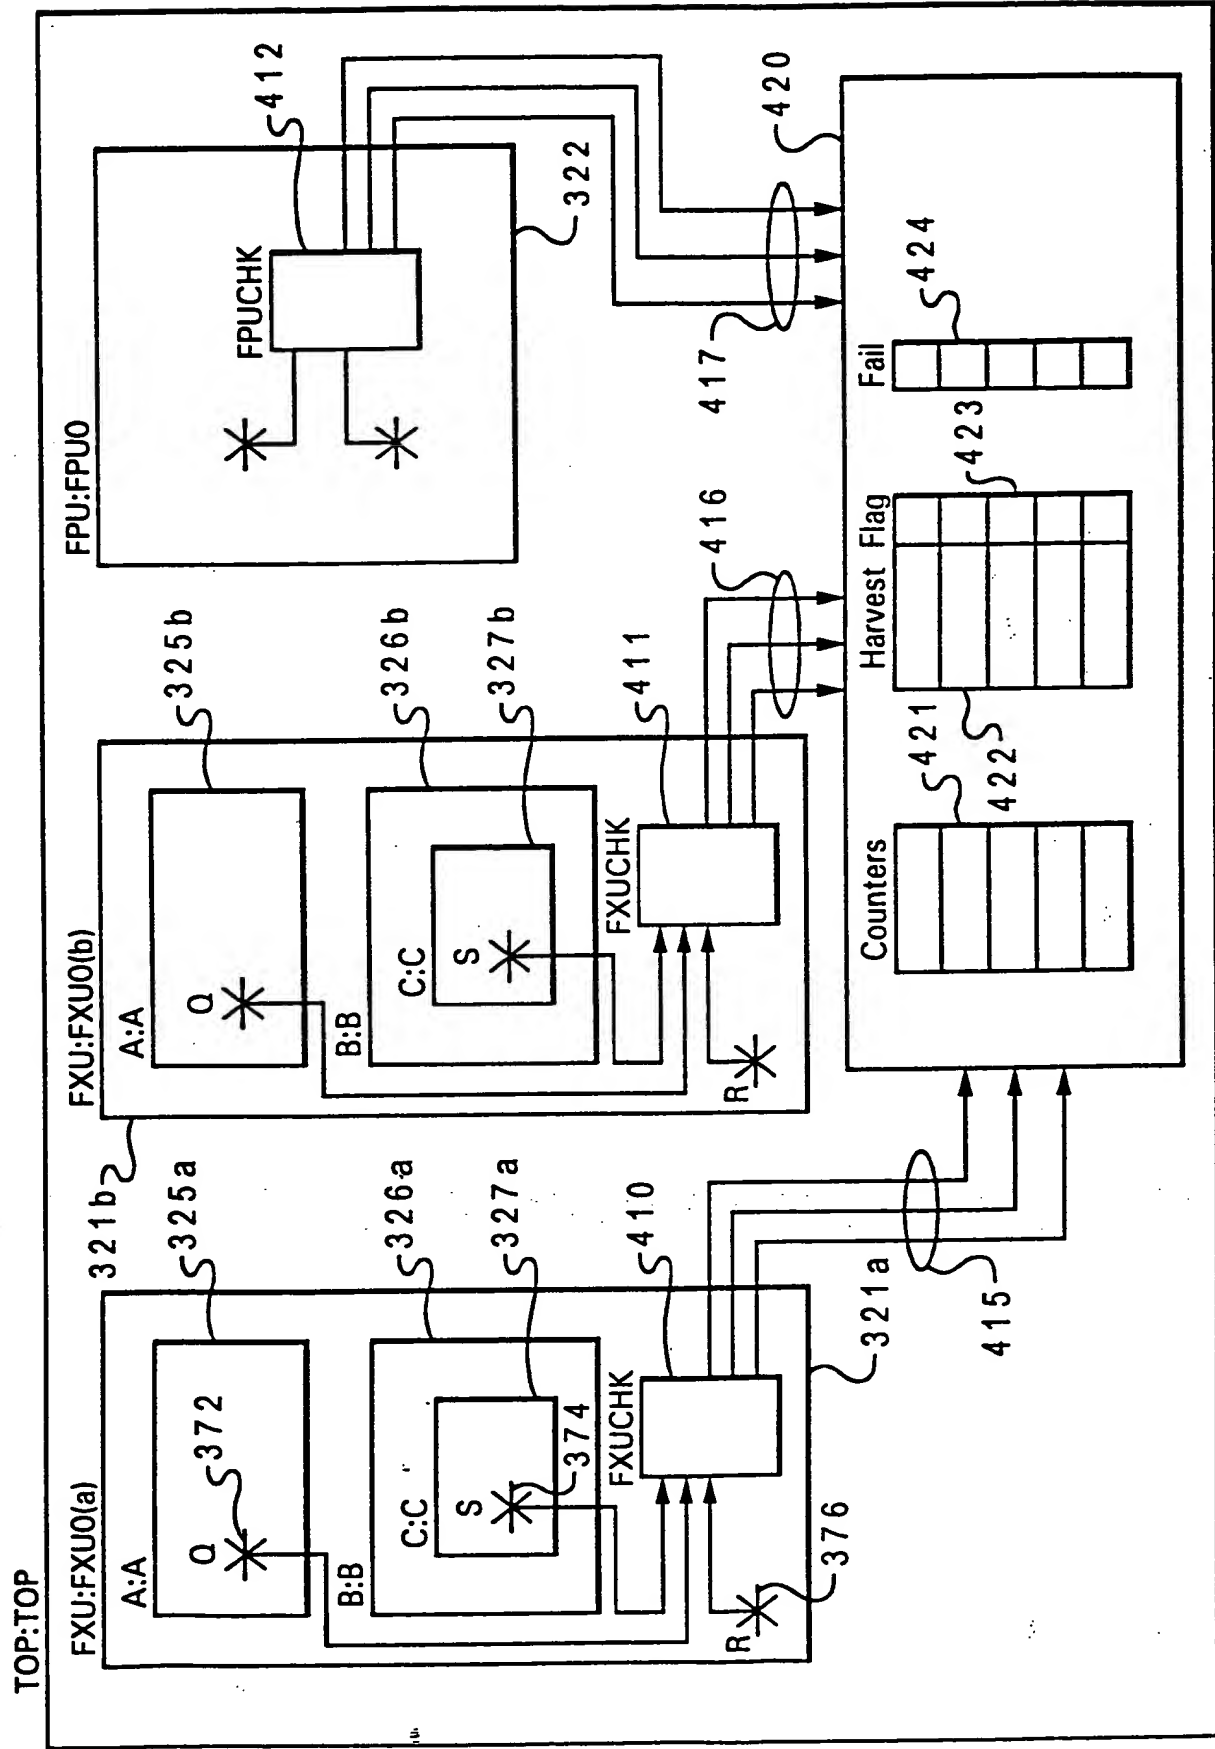 TOP:TOP
FXU:FXU0(a)
A:A
Q
372
325a
B:B
326a
C:C
S
374
327a
FXUCHK
410
R
376
321a
415
FXU:FXU0(b)
321b
A:A
Q
325b
B:B
326b
C:C
S
327b
FXUCHK
411
R
416
FPU:FPU0
FPUCHK
412
322
417
420
Counters
421
Harvest Flag
422
423
Fail
424